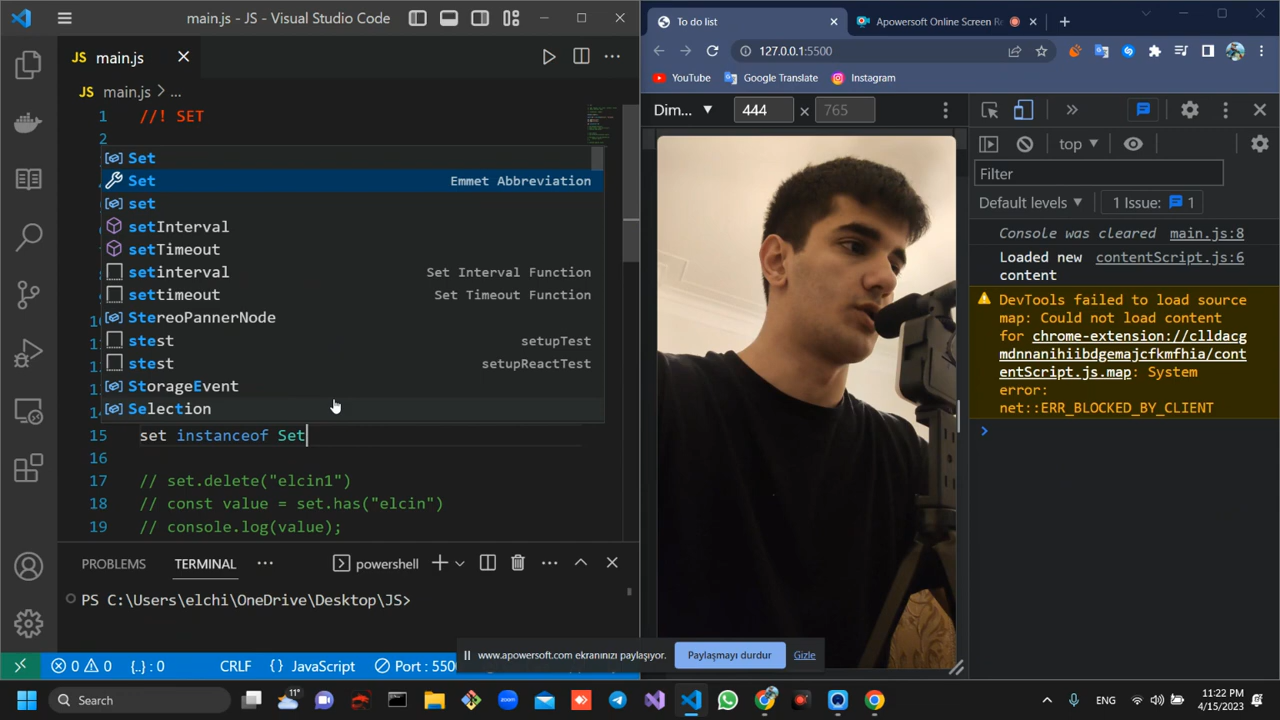 main.js - JS - Visual Studio Code
JS main.js
JS main.js > ...
1 //! SET
2
Set
Set Emmet Abbreviation
set
setInterval
setTimeout
setinterval Set Interval Function
settimeout Set Timeout Function
StereoPannerNode
stest setupTest
stest setupReactTest
StorageEvent
Selection
15 set instanceof Set
16
17 // set.delete("elcin1")
18 // const value = set.has("elcin")
19 // console.log(value);
PROBLEMS TERMINAL ... powershell
PS C:\Users\elchi\OneDrive\Desktop\JS>
0 0 {..} : 0 CRLF {} JavaScript Port : 5500
To do list
Apowersoft Online Screen Re
127.0.0.1:5500
YouTube Google Translate Instagram
Dim... 444 × 765
top
Filter
Default levels 1 Issue: 1
Console was cleared main.js:8
Loaded new contentScript.js:6
content
DevTools failed to load source
map: Could not load content
for chrome-extension://clldacg
mdnnanihiibdgemajcfkmfhia/cont
entScript.js.map: System
error:
net::ERR_BLOCKED_BY_CLIENT
www.apowersoft.com ekranınızı paylaşıyor. Paylaşmayı durdur Gizle
Search
11°
zoom
ENG
11:22 PM
4/15/2023